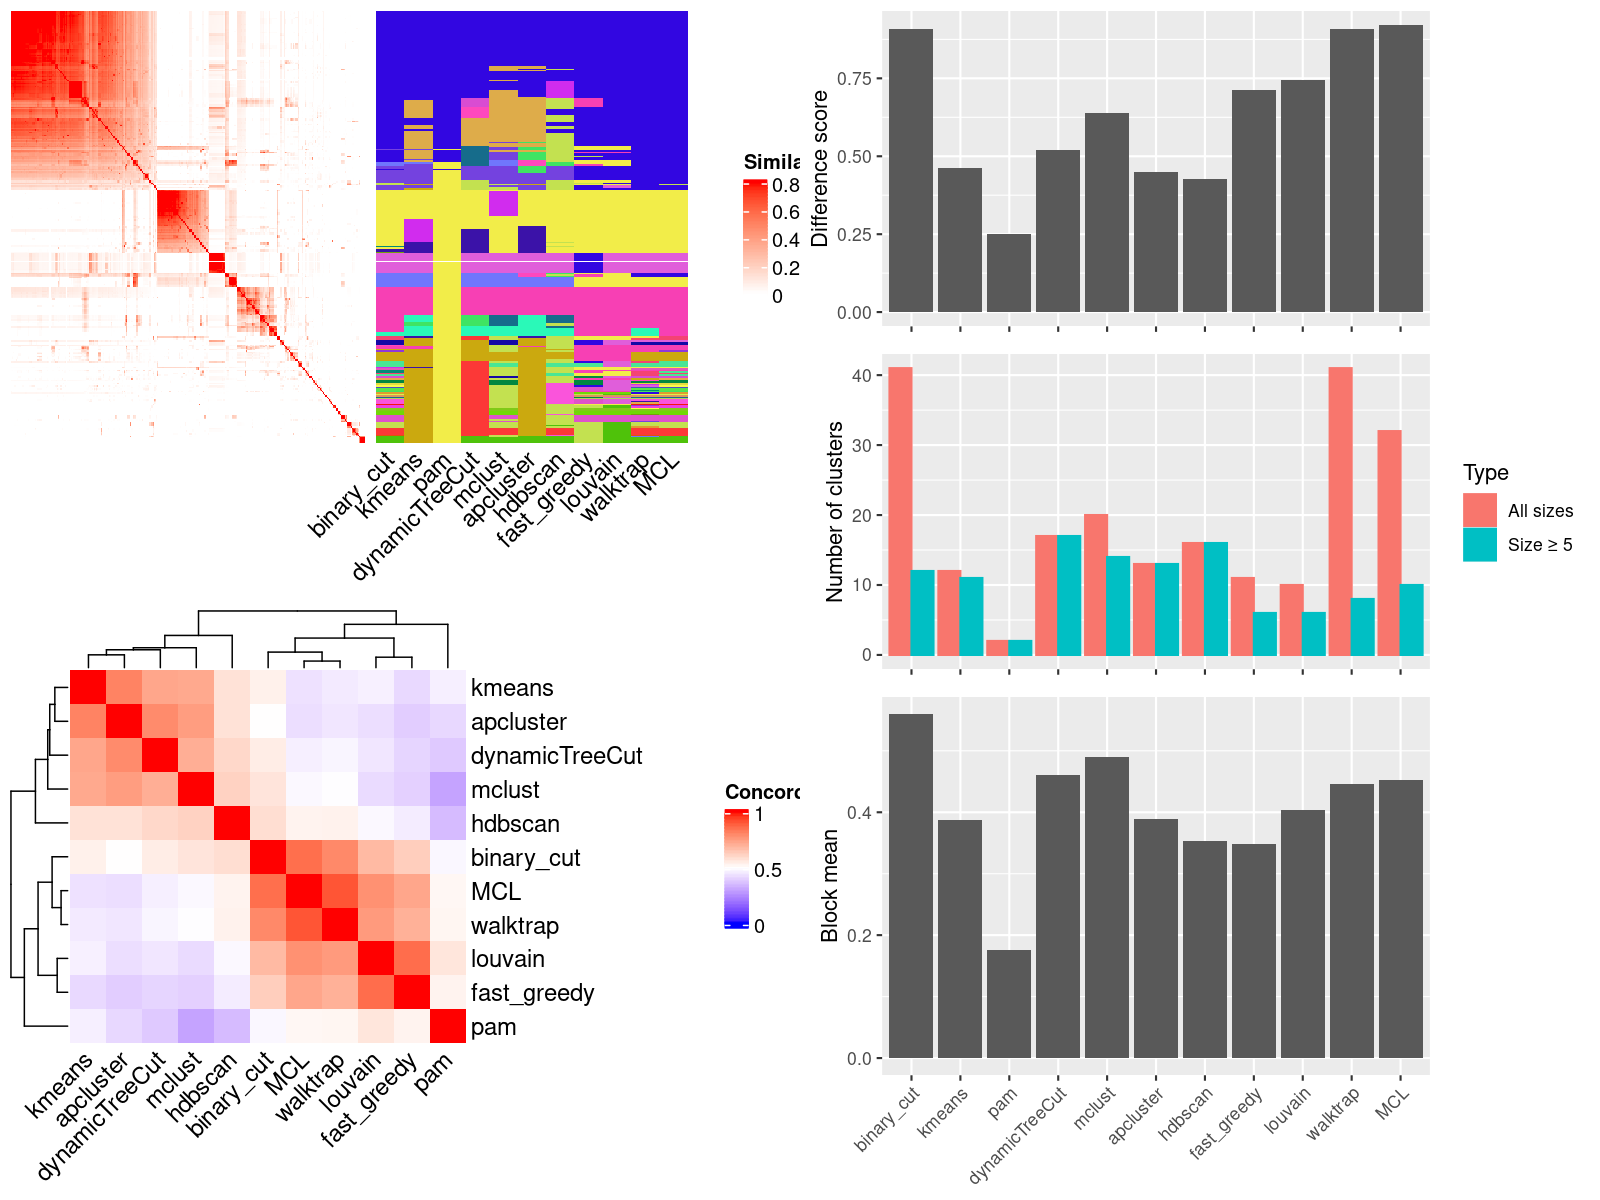 Simila
0.8
0.6
0.4
0.2
0
binary_cut
kmeans
pam
dynamicTreeCut
mclust
apcluster
hdbscan
fast_greedy
louvain
walktrap
MCL
Difference score
0.75
0.50
0.25
0.00
Number of clusters
40
30
20
10
0
Type
All sizes
Size ≥ 5
kmeans
apcluster
dynamicTreeCut
mclust
hdbscan
binary_cut
MCL
walktrap
louvain
fast_greedy
pam
kmeans
apcluster
dynamicTreeCut
mclust
hdbscan
binary_cut
MCL
walktrap
louvain
fast_greedy
pam
Concord
1
0.5
0
Block mean
0.4
0.2
0.0
binary_cut
kmeans
pam
dynamicTreeCut
mclust
apcluster
hdbscan
fast_greedy
louvain
walktrap
MCL